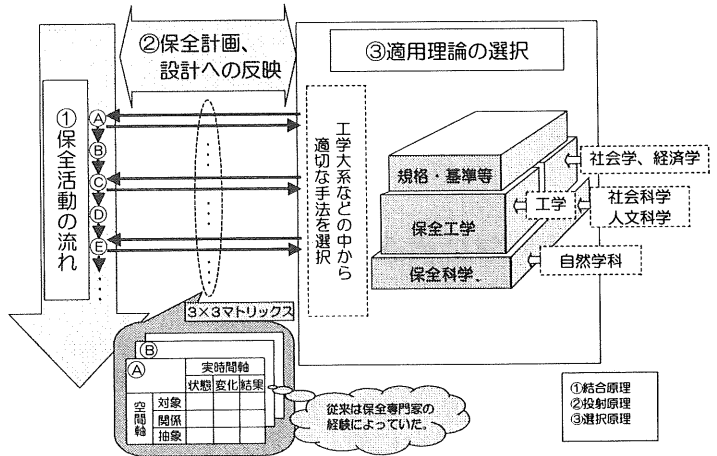 ②保全計画、
設計への反映
③適用理論の選択
①保全活動の流れ
A
B
C
D
E
工学大系などの中から
適切な手法を選択
規格・基準等
保全工学
保全科学
社会学、経済学
工学
社会科学
人文科学
自然学科
3×3マトリックス
B
A
実時間軸
状態 変化 結果
空間軸
対象
関係
抽象
従来は保全専門家の
経験によっていた。
①結合原理
②投射原理
③選択原理